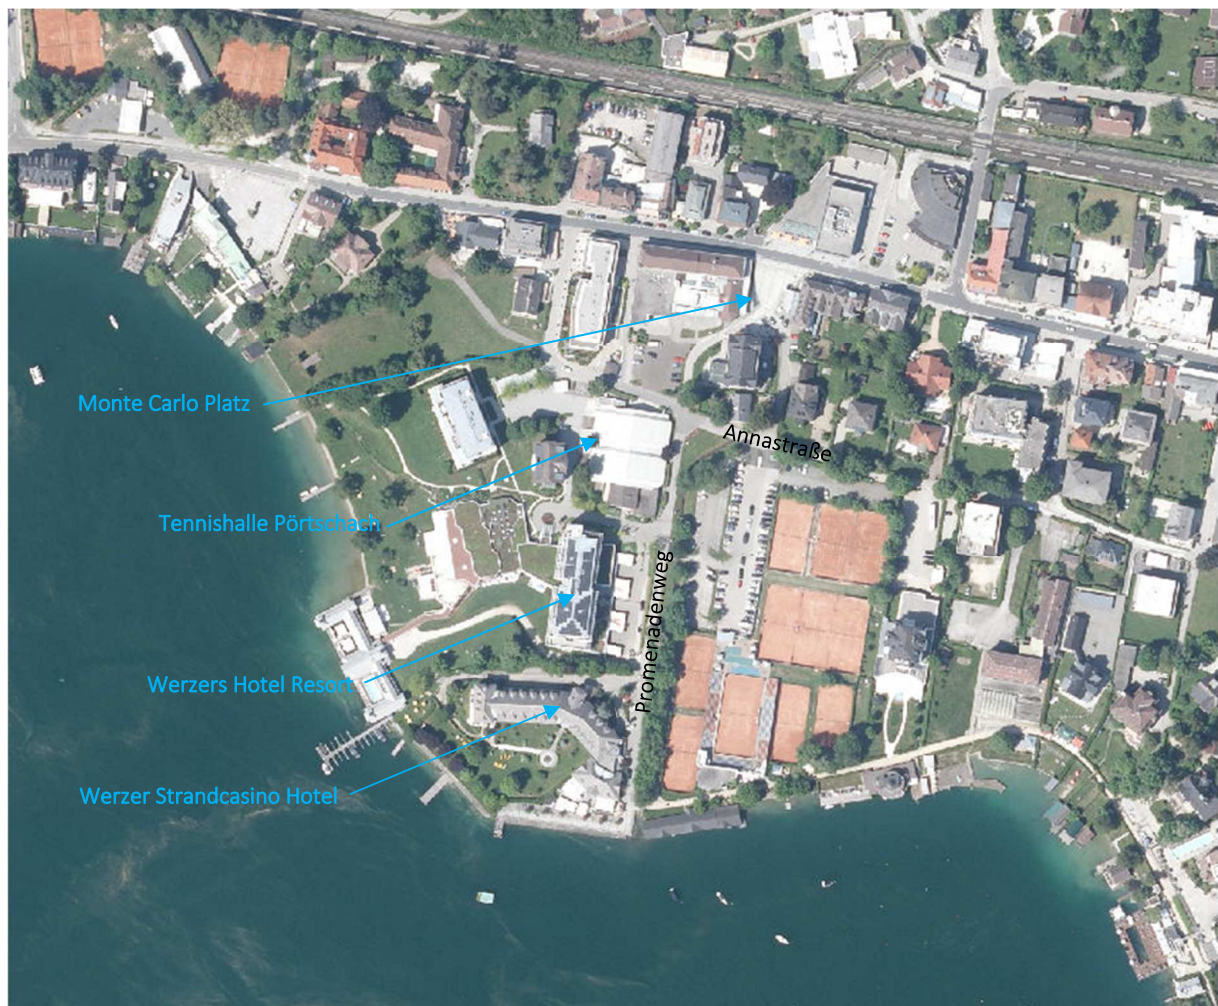 Monte Carlo Platz
Annastraße
Tennishalle Pörtschach
Promenadenweg
Werzers Hotel Resort
Werzer Strandcasino Hotel